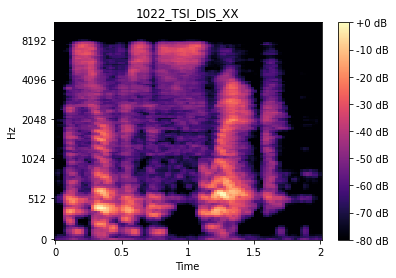 1022_TSI_DIS_XX
+0 dB
8192
-10 dB
4096
-20 dB
-30 dB
2048
Hz
-40 dB
1024
-50 dB
512
-60 dB
-70 dB
0
-80 dB
0
0.5
1
1.5
2
Time